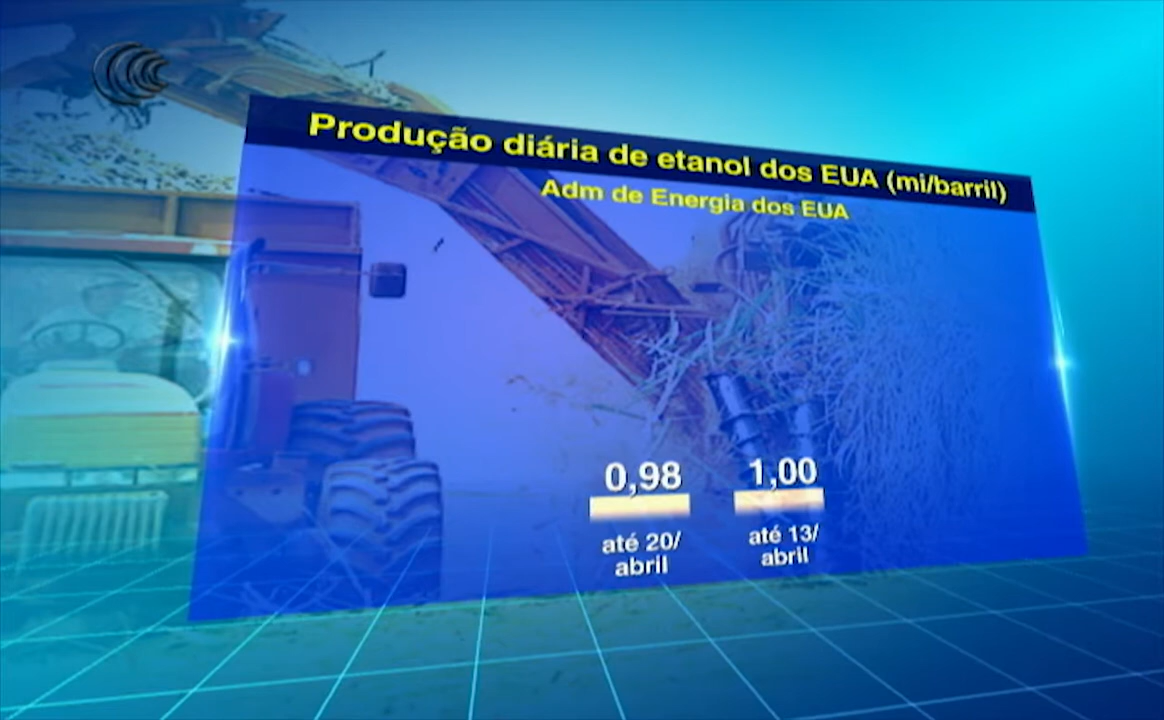 Produção diária de etanol dos EUA (mi/barril)
Adm de Energia dos EUA
0,98
até 20/
abril
1,00
até 13/
abril